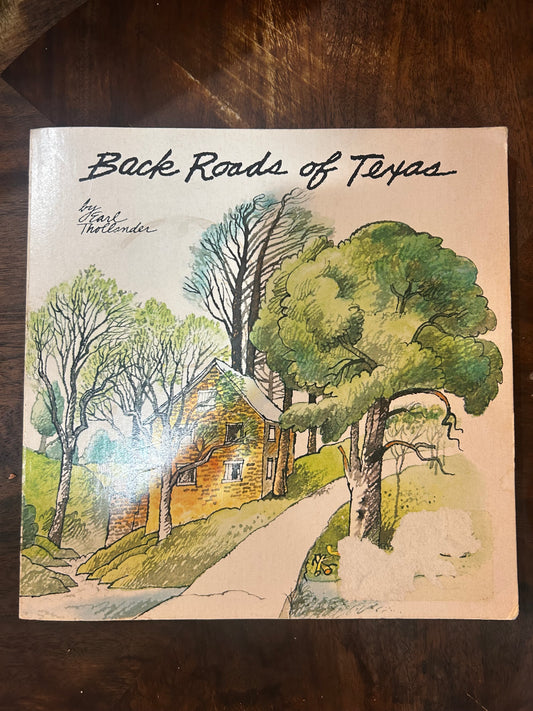 Back Roads of Texas
by
Earl
Thollander